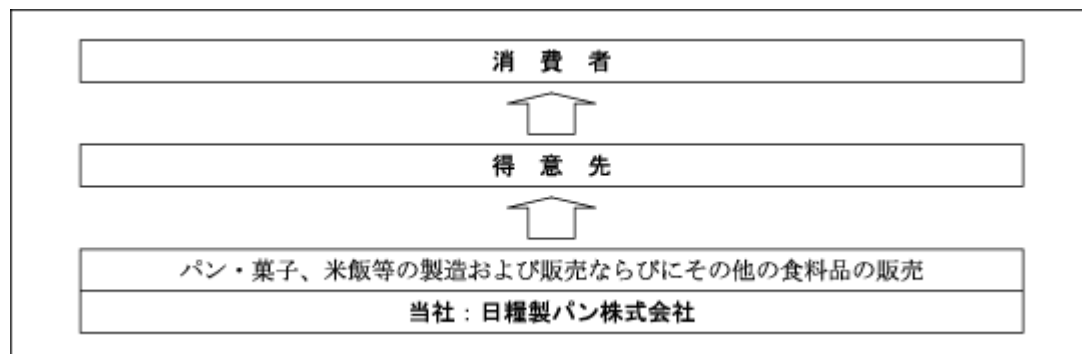 消 費 者
得 意 先
パン・菓子、米飯等の製造および販売ならびにその他の食料品の販売
当社：日糧製パン株式会社